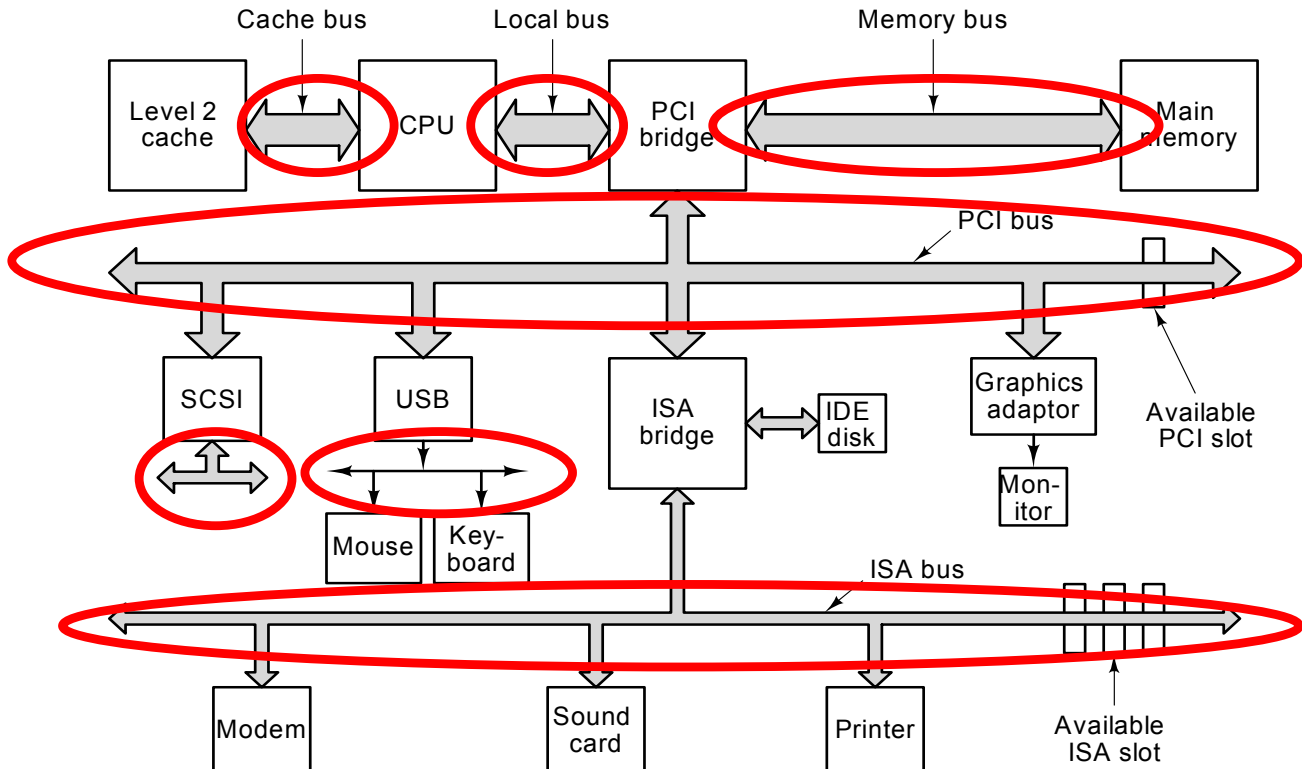 Cache bus
Local bus
Memory bus
Level 2
cache
CPU
PCI
bridge
Main
memory
PCI bus
SCSI
USB
ISA
bridge
IDE
disk
Graphics
adaptor
Available
PCI slot
Mon-
itor
Mouse
Key-
board
ISA bus
Modem
Sound
card
Printer
Available
ISA slot